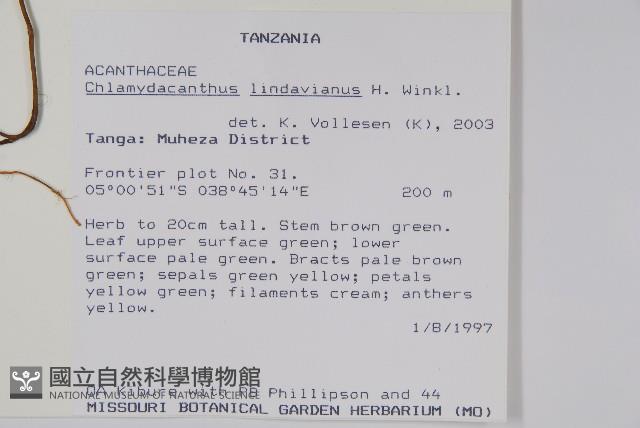 TANZANIA
ACANTHACEAE
Chlamydacanthus lindavianus H. Winkl.
det. K. Vollesen (K), 2003
Tanga: Muheza District
Frontier plot No. 31.
05°00'51"S 038°45'14"E 200 m
Herb to 20cm tall. Stem brown green.
Leaf upper surface green; lower
surface pale green. Bracts pale brown
green; sepals green yellow; petals
yellow green; filaments cream; anthers
yellow.
1/8/1997
國立自然科學博物館
NATIONAL MUSEUM OF NATURAL SCIENCE
Kibure with PB Phillipson and 44
MISSOURI BOTANICAL GARDEN HERBARIUM (MO)